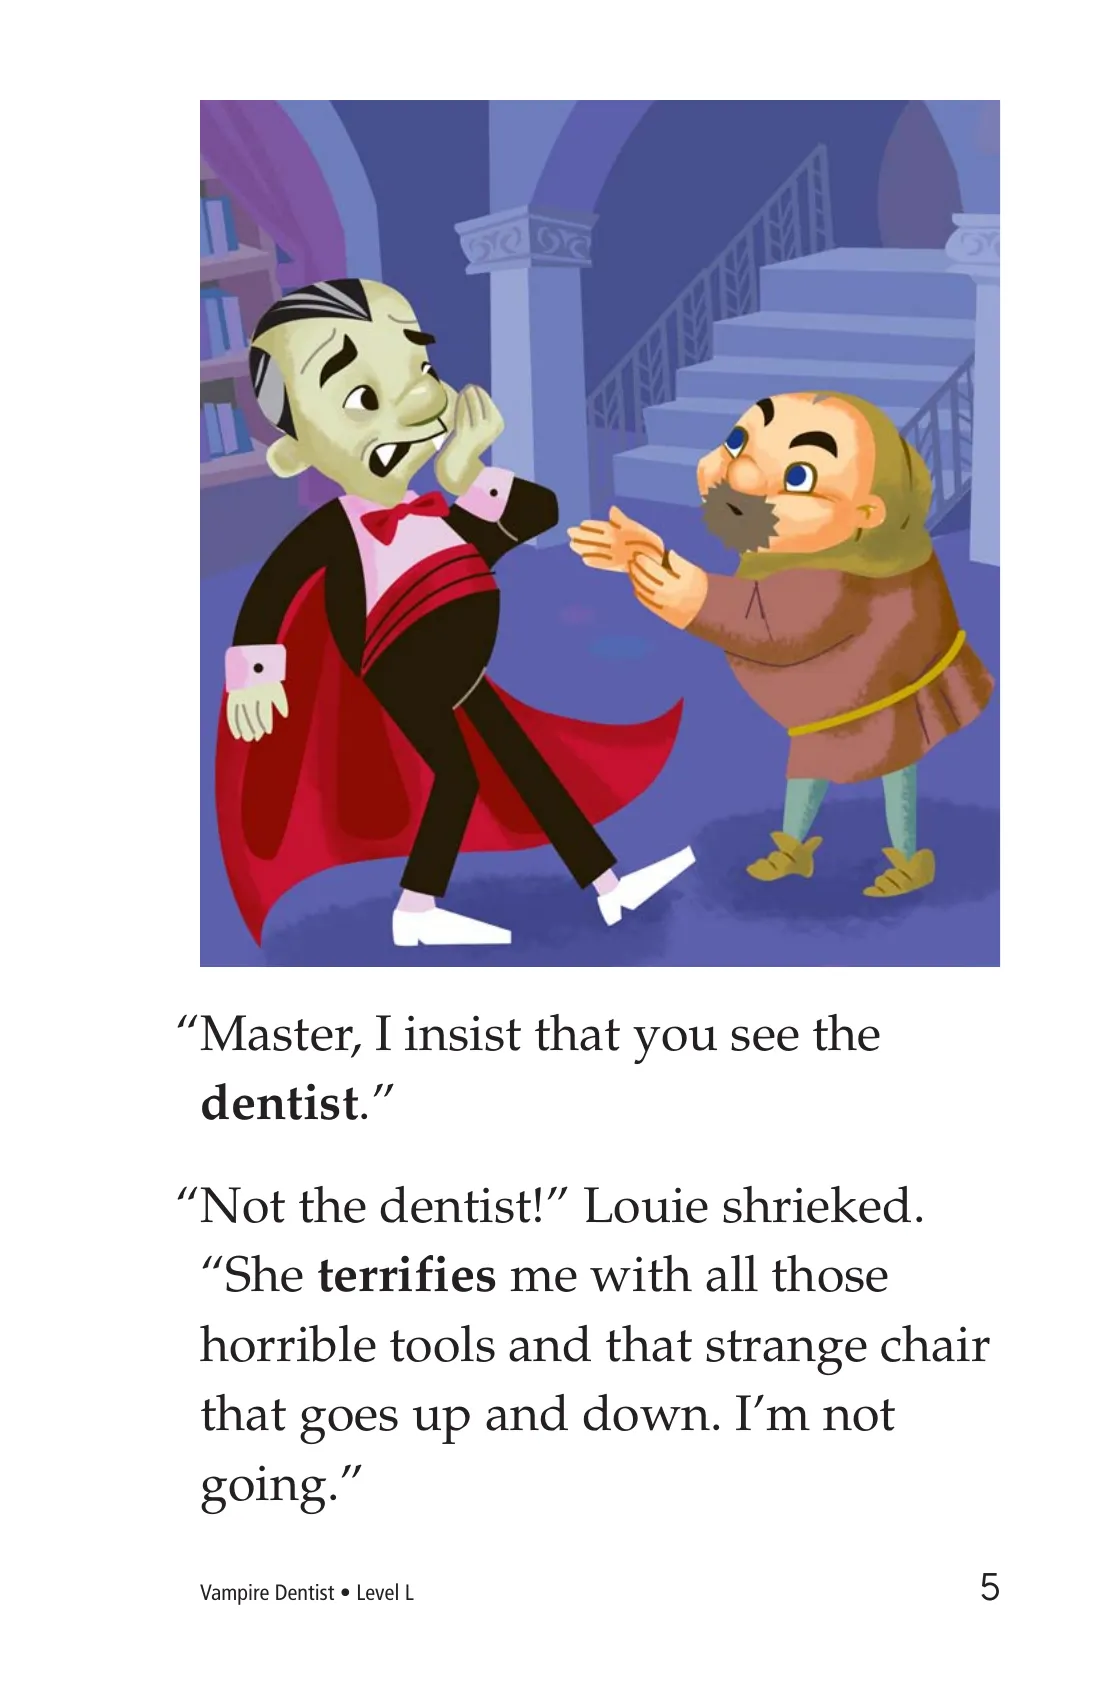 “Master, I insist that you see the
dentist.”
“Not the dentist!” Louie shrieked.
“She terrifies me with all those
horrible tools and that strange chair
that goes up and down. I’m not
going.”
Vampire Dentist • Level L
5